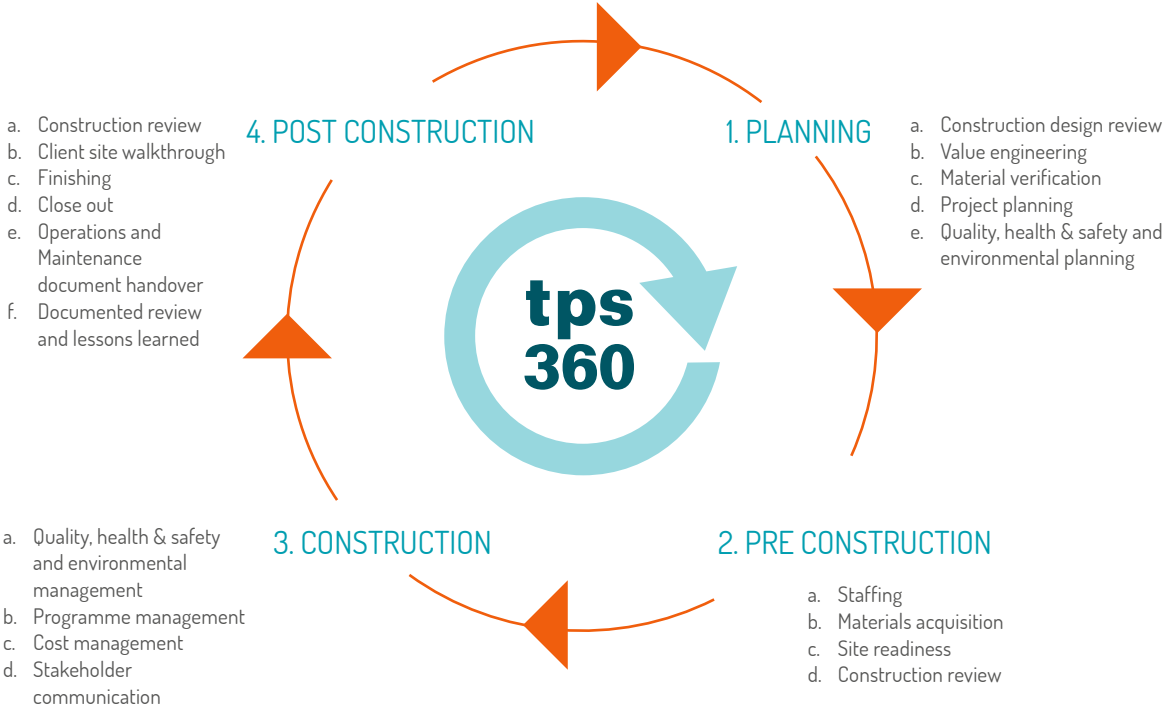 1. PLANNING
a. Construction design review
b. Value engineering
c. Material verification
d. Project planning
e. Quality, health & safety and
environmental planning
2. PRE CONSTRUCTION
a. Staffing
b. Materials acquisition
c. Site readiness
d. Construction review
3. CONSTRUCTION
a. Quality, health & safety
and environmental
management
b. Programme management
c. Cost management
d. Stakeholder
communication
4. POST CONSTRUCTION
a. Construction review
b. Client site walkthrough
c. Finishing
d. Close out
e. Operations and
Maintenance
document handover
f. Documented review
and lessons learned
tps
360